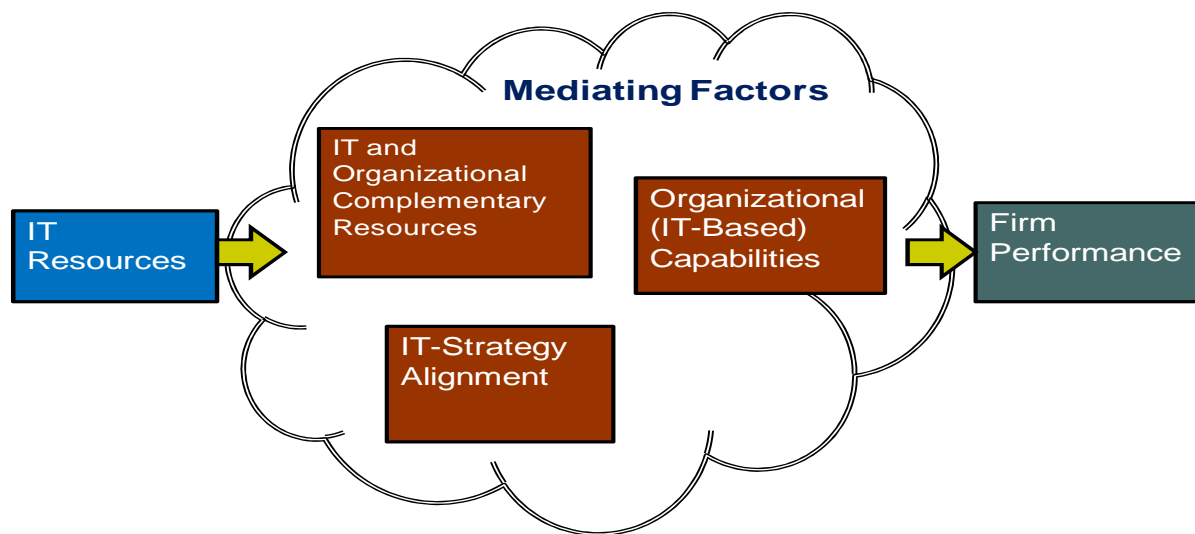 Mediating Factors
IT and
Organizational
Complementary
Resources
Organizational
(IT-Based)
Capabilities
IT
Resources
Firm
Performance
IT-Strategy
Alignment